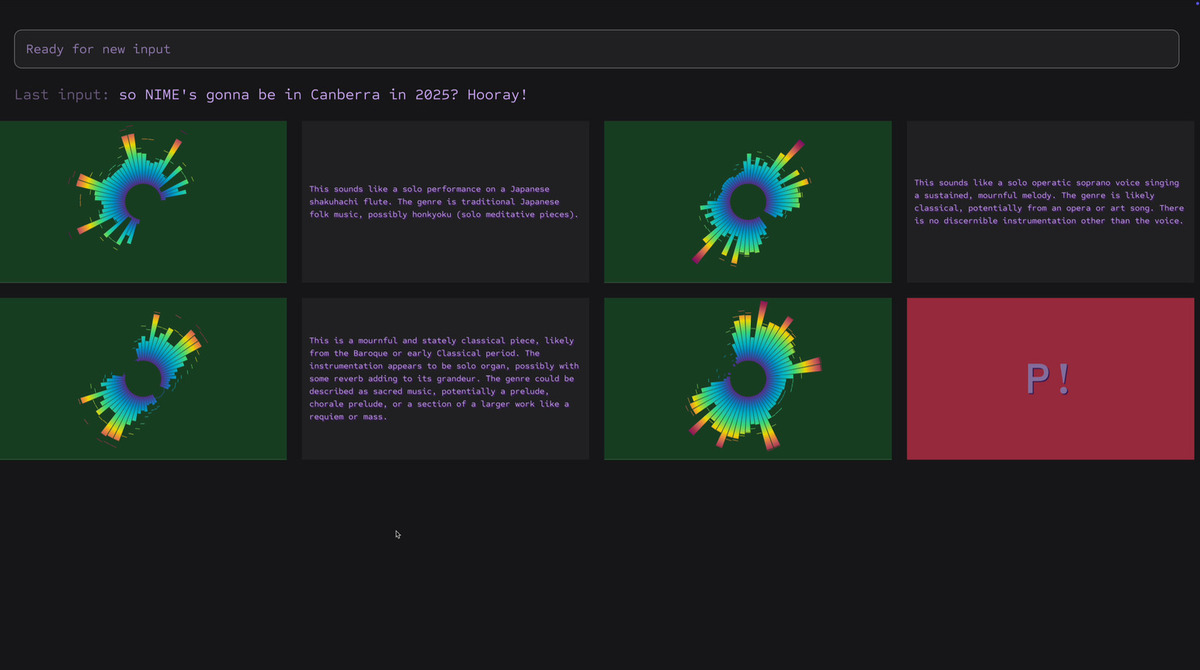 Ready for new input
Last input: so NIME's gonna be in Canberra in 2025? Hooray!
This sounds like a solo performance on a Japanese
shakuhachi flute. The genre is traditional Japanese
folk music, possibly honkyoku (solo meditative pieces).
This sounds like a solo operatic soprano voice singing
a sustained, mournful melody. The genre is likely
classical, potentially from an opera or art song. There
is no discernible instrumentation other than the voice.
This is a mournful and stately classical piece, likely
from the Baroque or early Classical period. The
instrumentation appears to be solo organ, possibly with
some reverb adding to its grandeur. The genre could be
described as sacred music, potentially a prelude,
chorale prelude, or a section of a larger work like a
requiem or mass.
P!